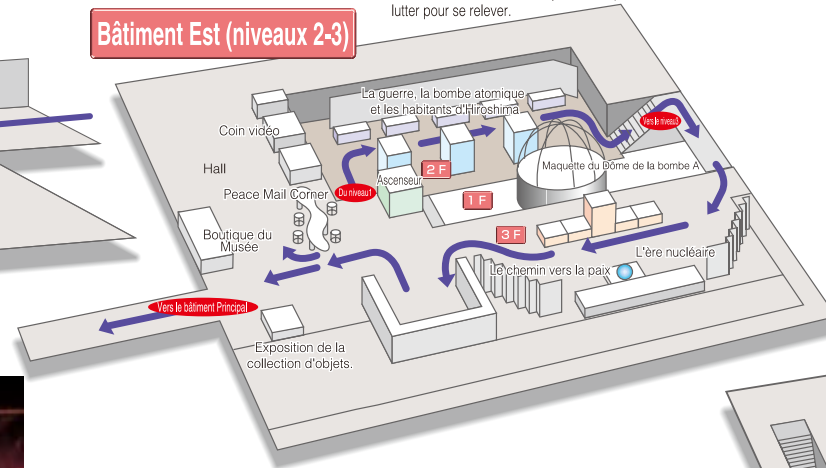 lutter pour se relever.
Bâtiment Est (niveaux 2-3)
La guerre, la bombe atomique
et les habitants d'Hiroshima
Coin vidéo
Vers le niveau3
Hall
Maquette du Dôme de la bombe A
Ascenseur
2 F
Peace Mail Corner
Du niveau1
1 F
3 F
Boutique du
Musée
L'ère nucléaire
Le chemin vers la paix
Vers le bâtiment Principal
Exposition de la
collection d'objets.